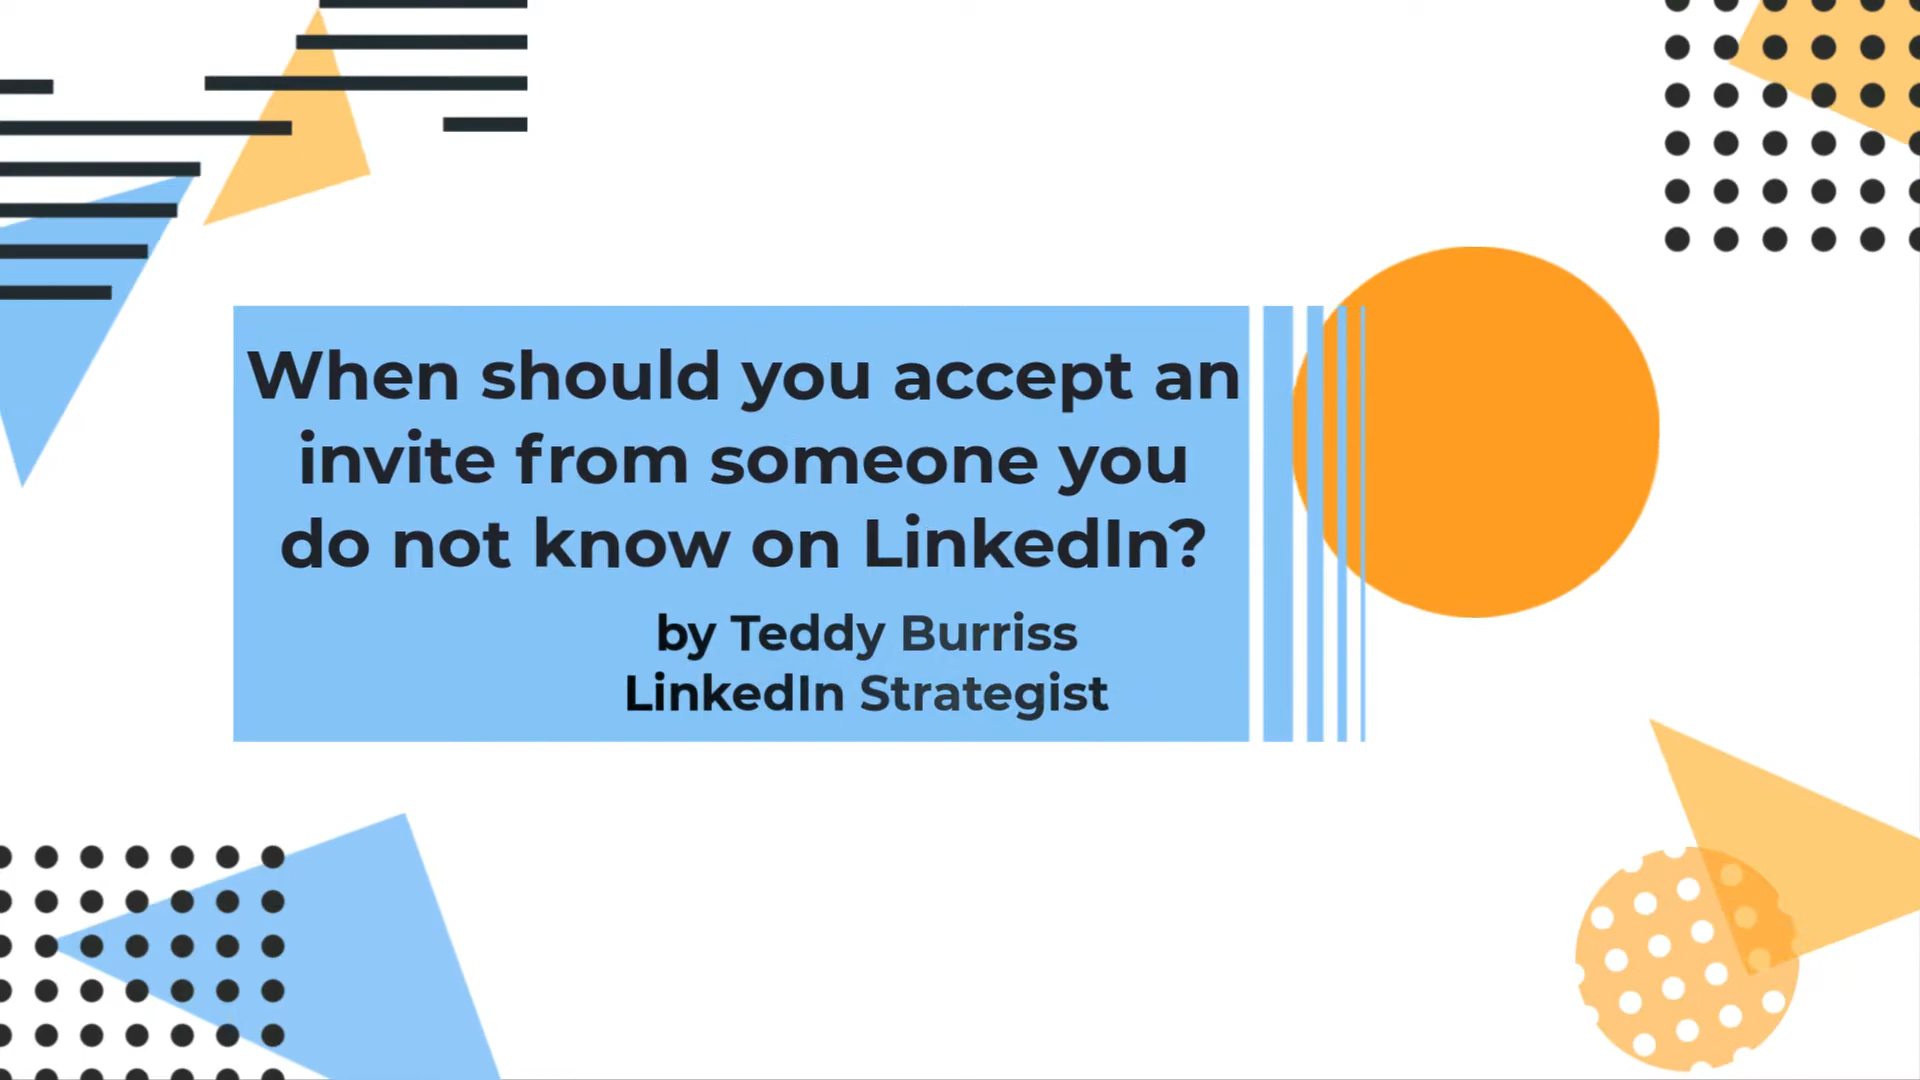 When should you accept an
invite from someone you
do not know on LinkedIn?
by Teddy Burriss
LinkedIn Strategist